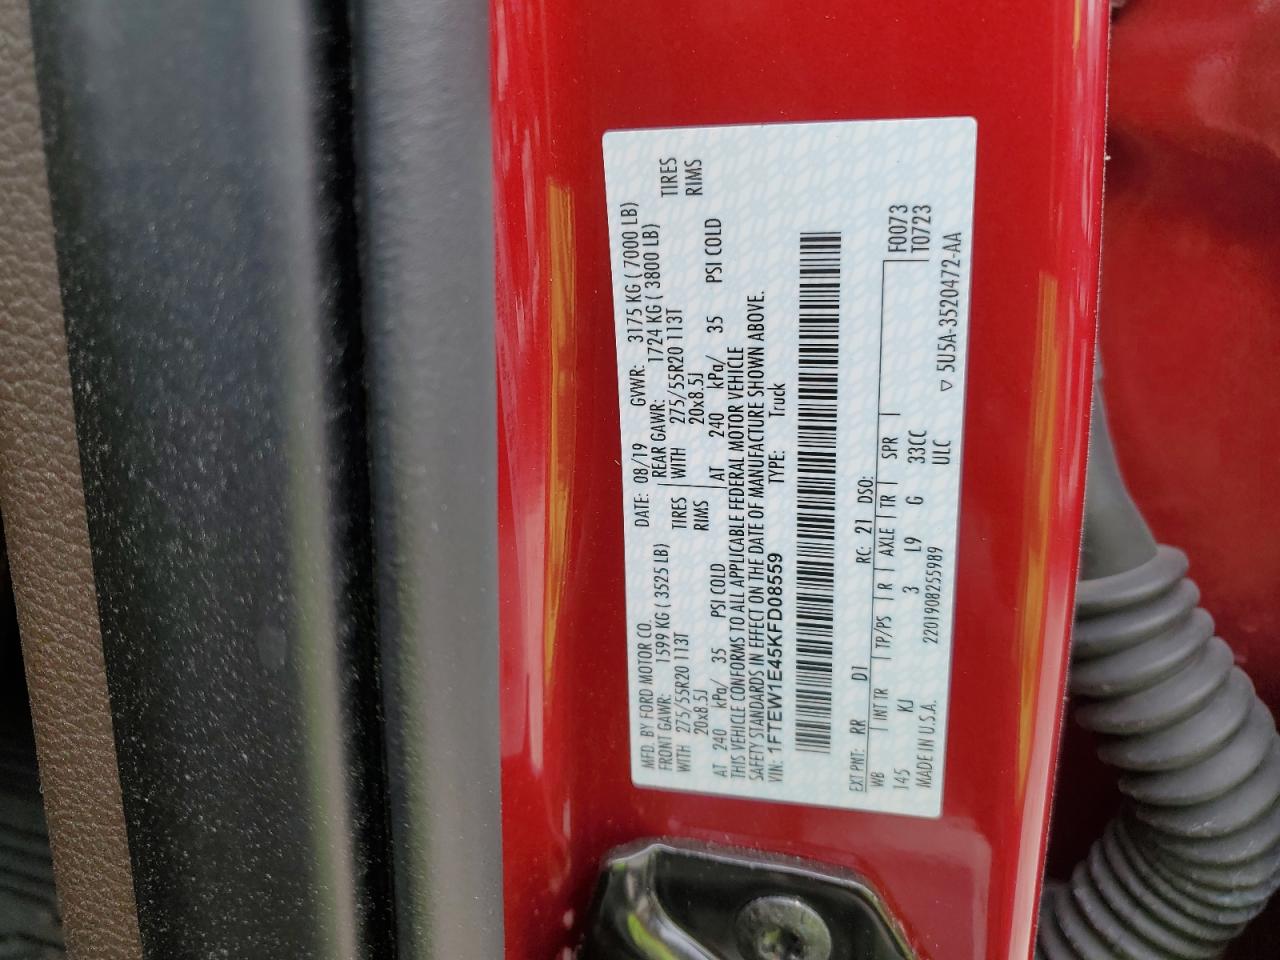 MFD. BY FORD MOTOR CO.
DATE: 08/19 GVWR: 3175 KG ( 7000 LB)
FRONT GAWR: 1599 KG ( 3525 LB)
REAR GAWR: 1724 KG ( 3800 LB)
WITH 275/55R20 113T TIRES
WITH 275/55R20 113T TIRES
20x8.5J RIMS
20x8.5J RIMS
AT 240 kPa/ 35 PSI COLD
AT 240 kPa/ 35 PSI COLD
THIS VEHICLE CONFORMS TO ALL APPLICABLE FEDERAL MOTOR VEHICLE
SAFETY STANDARDS IN EFFECT ON THE DATE OF MANUFACTURE SHOWN ABOVE.
VIN: 1FTEW1E45KFD08559 TYPE: Truck
EXT PNT: RR D1 RC: 21 DSO:
WB INT TR TP/PS R AXLE TR SPR F0073
T0723
145 KJ 3 L9 G 33CC
ULC
MADE IN U.S.A. 2201908255989 ▽ 5U5A-3520472-AA